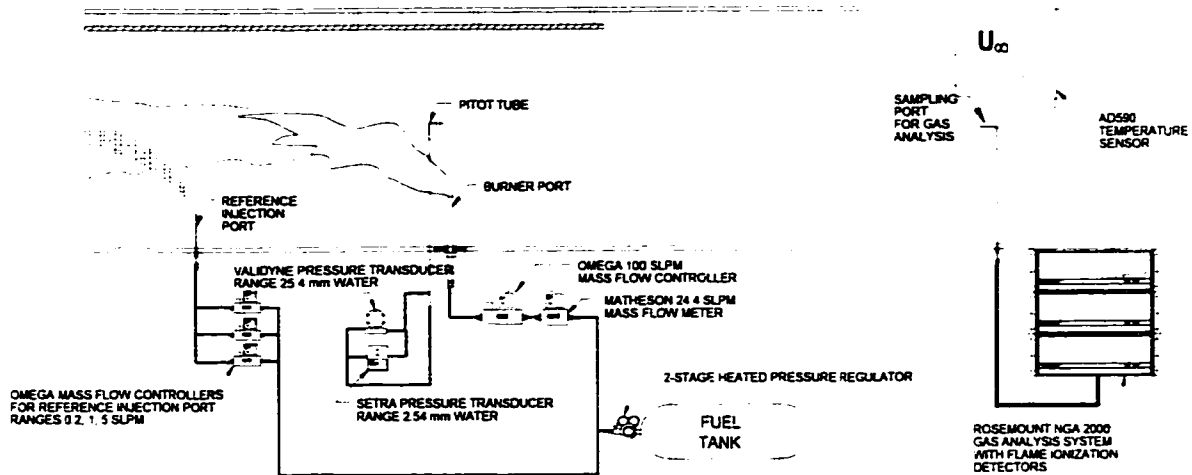 U∞
SAMPLING
PORT
FOR GAS
ANALYSIS
AD590
TEMPERATURE
SENSOR
PITOT TUBE
BURNER PORT
REFERENCE
INJECTION
PORT
VALIDYNE PRESSURE TRANSDUCER
RANGE 25 4 mm WATER
OMEGA 100 SLPM
MASS FLOW CONTROLLER
MATHESON 24 4 SLPM
MASS FLOW METER
OMEGA MASS FLOW CONTROLLERS
FOR REFERENCE INJECTION PORT
RANGES 0 2, 1, 5 SLPM
SETRA PRESSURE TRANSDUCER
RANGE 2 54 mm WATER
2-STAGE HEATED PRESSURE REGULATOR
FUEL
TANK
ROSEMOUNT NGA 2000
GAS ANALYSIS SYSTEM
WITH FLAME IONIZATION
DETECTORS